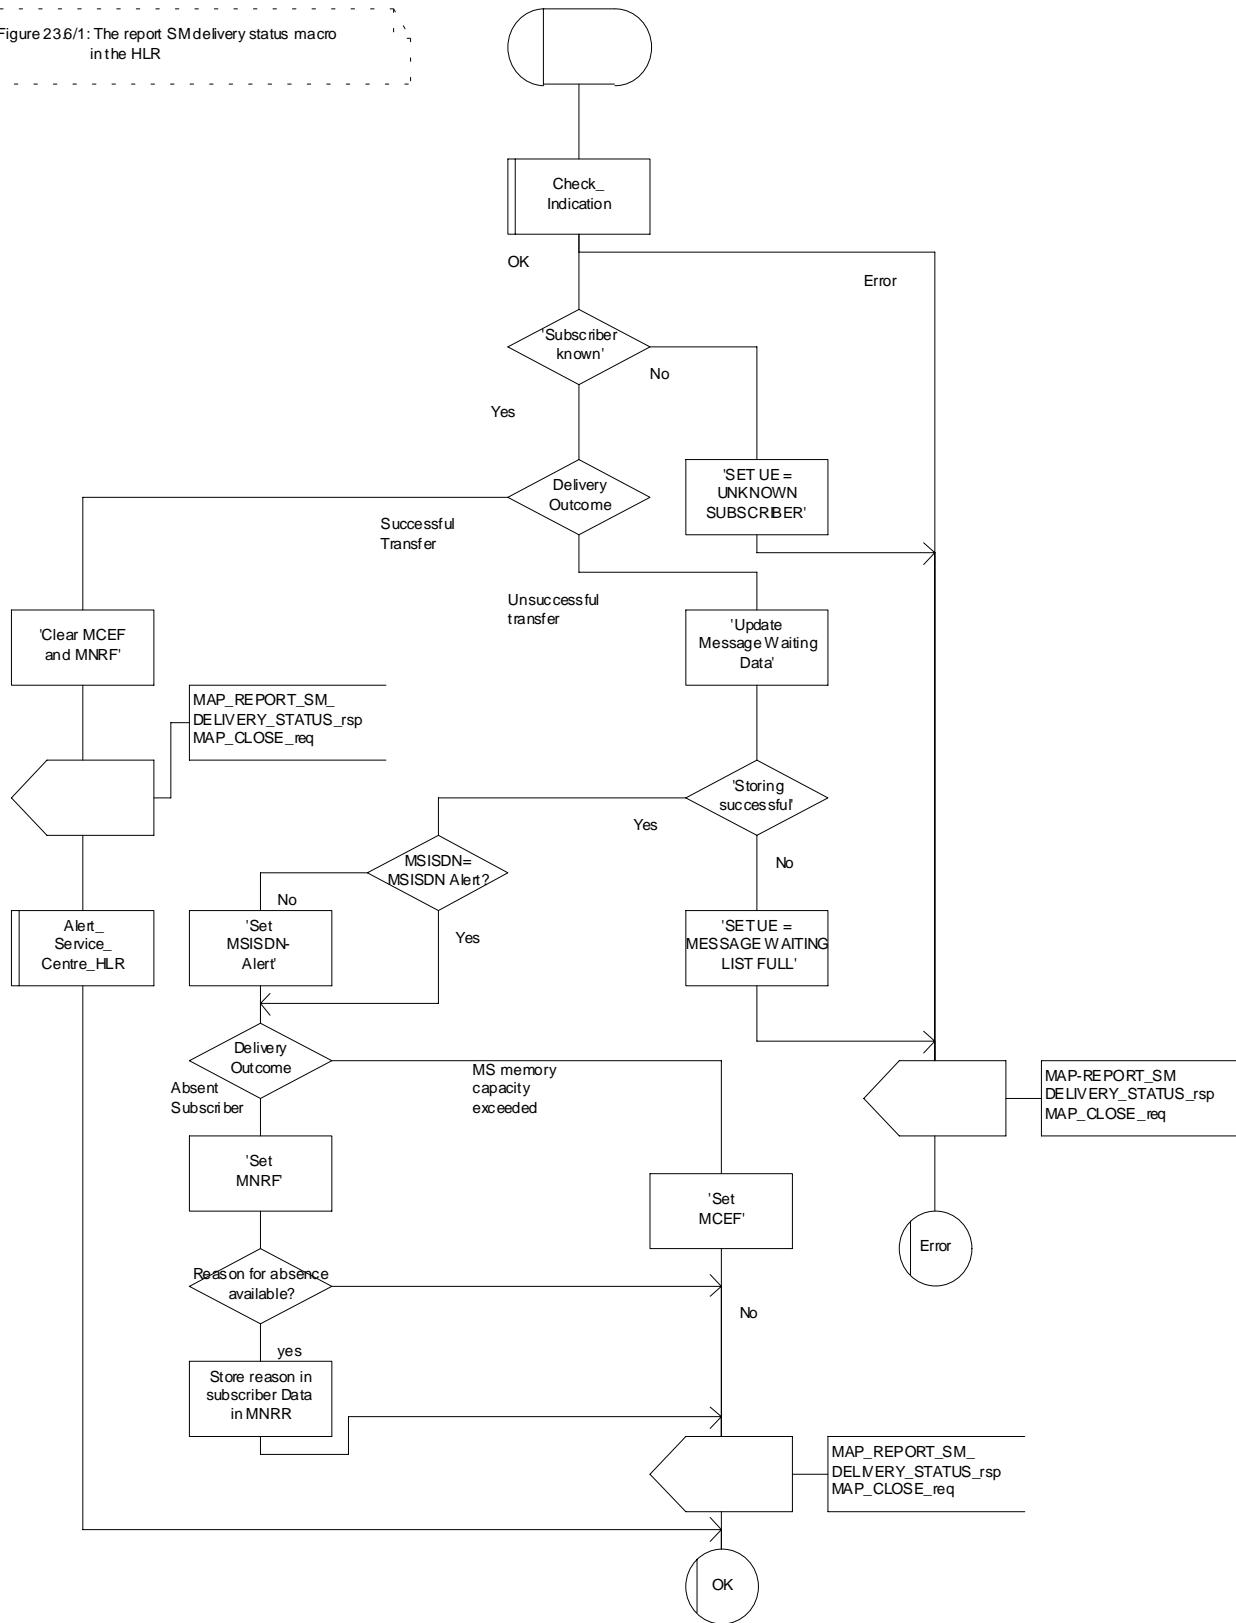 Figure 23.6/1: The report SM delivery status macro
in the HLR
Check_
Indication
OK
Error
'Subscriber
known'
No
Yes
Delivery
Outcome
'SET UE =
UNKNOWN
SUBSCRIBER'
Successful
Transfer
Unsuccessful
transfer
'Clear MCEF
and MNRF'
'Update
Message Waiting
Data'
MAP_REPORT_SM_
DELIVERY_STATUS_rsp
MAP_CLOSE_req
'Storing
successful'
Yes
No
MSISDN=
MSISDN Alert?
No
Yes
Alert_
Service_
Centre_HLR
'Set
MSISDN-
Alert'
'SET UE =
MESSAGE WAITING
LIST FULL'
Delivery
Outcome
Absent
Subscriber
MS memory
capacity
exceeded
MAP-REPORT_SM
DELIVERY_STATUS_rsp
MAP_CLOSE_req
'Set
MNRF'
'Set
MCEF'
Error
Reason for absence
available?
No
yes
Store reason in
subscriber Data
in MNRR
MAP_REPORT_SM_
DELIVERY_STATUS_rsp
MAP_CLOSE_req
OK